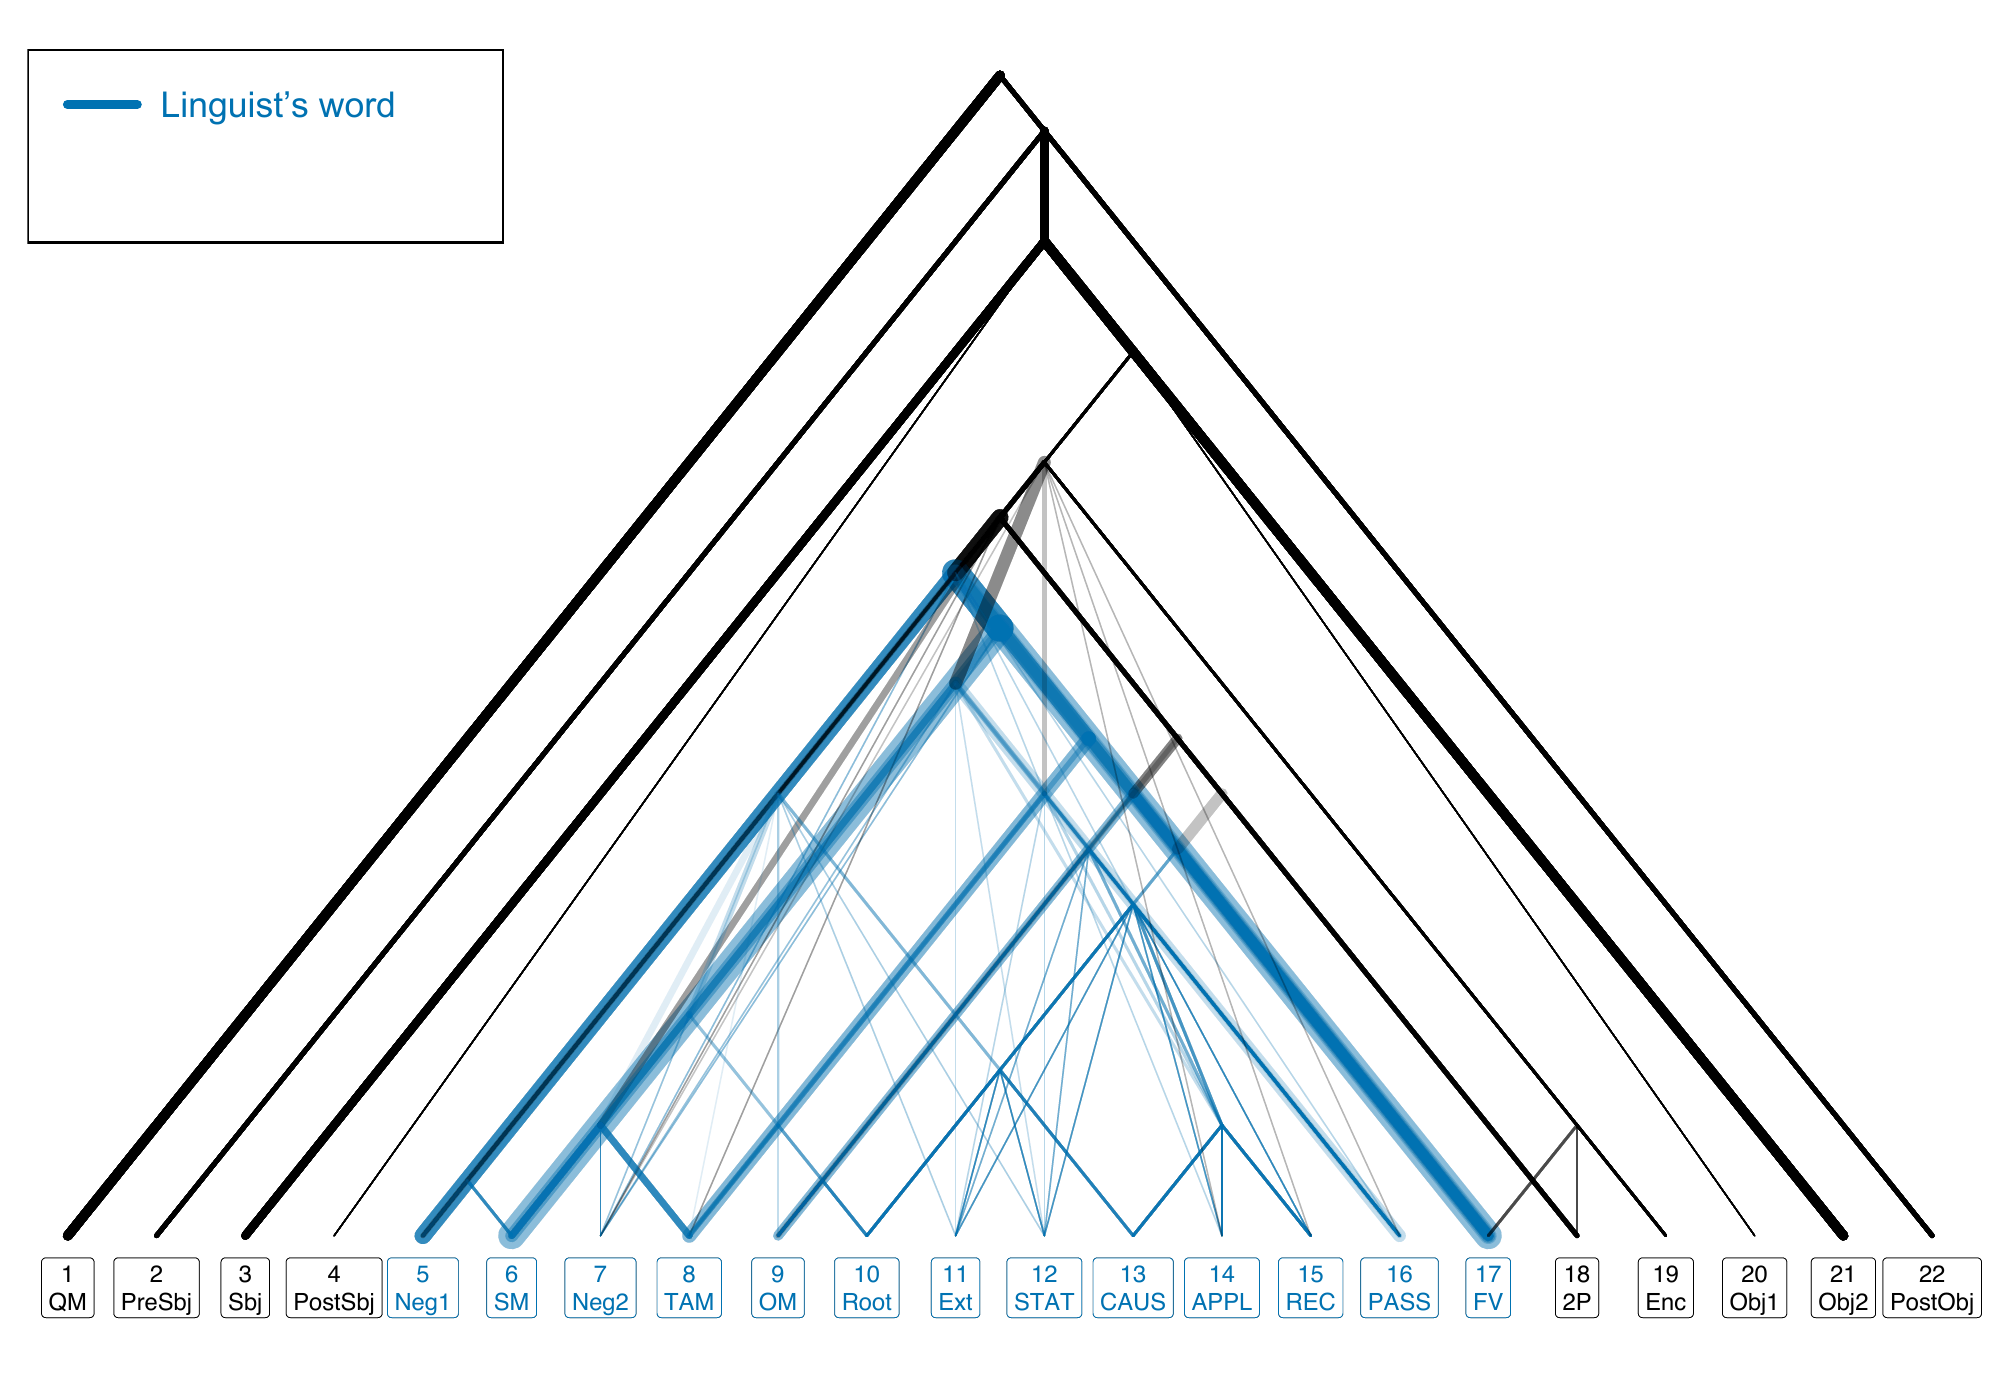 Linguist’s word
1 2 3 4 5 6 7 8 9 10 11 12 13 14 15 16 17 18 19 20 21 22
QM PreSbj Sbj PostSbj Neg1 SM Neg2 TAM OM Root Ext STAT CAUS APPL REC PASS FV 2P Enc Obj1 Obj2 PostObj